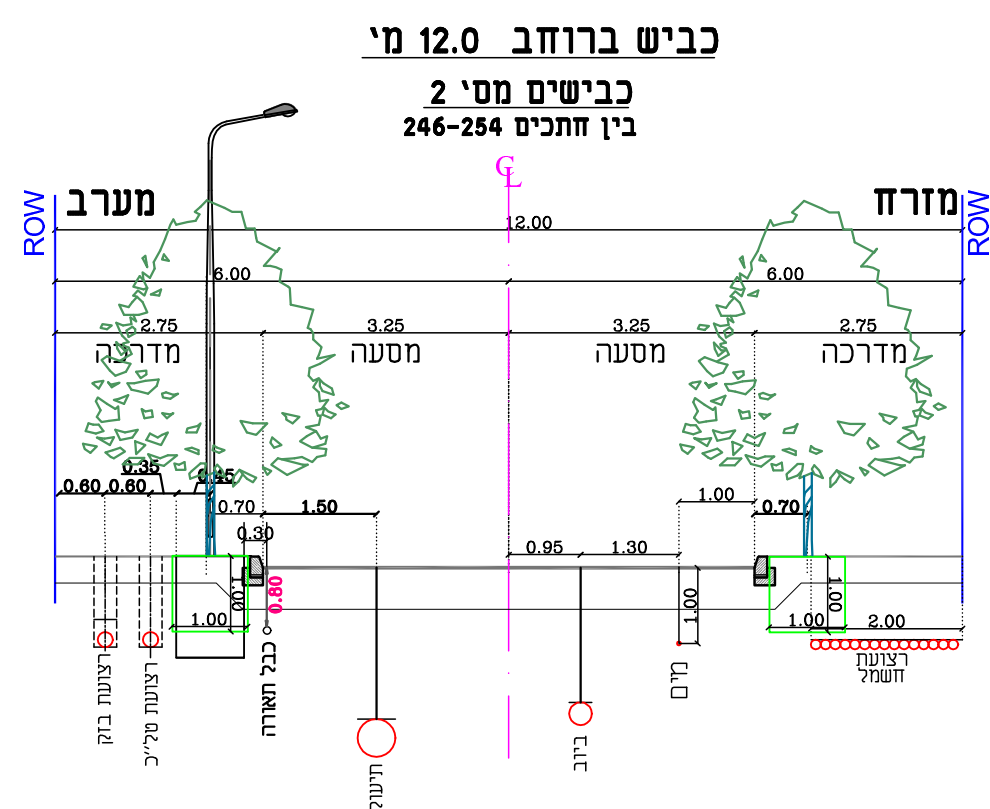 כביש ברוחב 12.0 מ'
כבישים מס' 2
בין חתכים 246-254
ROW
מערב
CL
מזרח
ROW
12.00
6.00
6.00
2.75
3.25
3.25
2.75
מדרכה
מסעה
מסעה
מדרכה
0.35
0.45
0.60
0.60
0.70
1.50
1.00
0.70
0.30
0.95
1.30
1.00
0.80
1.00
1.00
1.00
1.00
2.00
רצועת בזק
רצועת טל"כ
כבל תאורה
תיעול
ביוב
מים
רצועת
חשמל